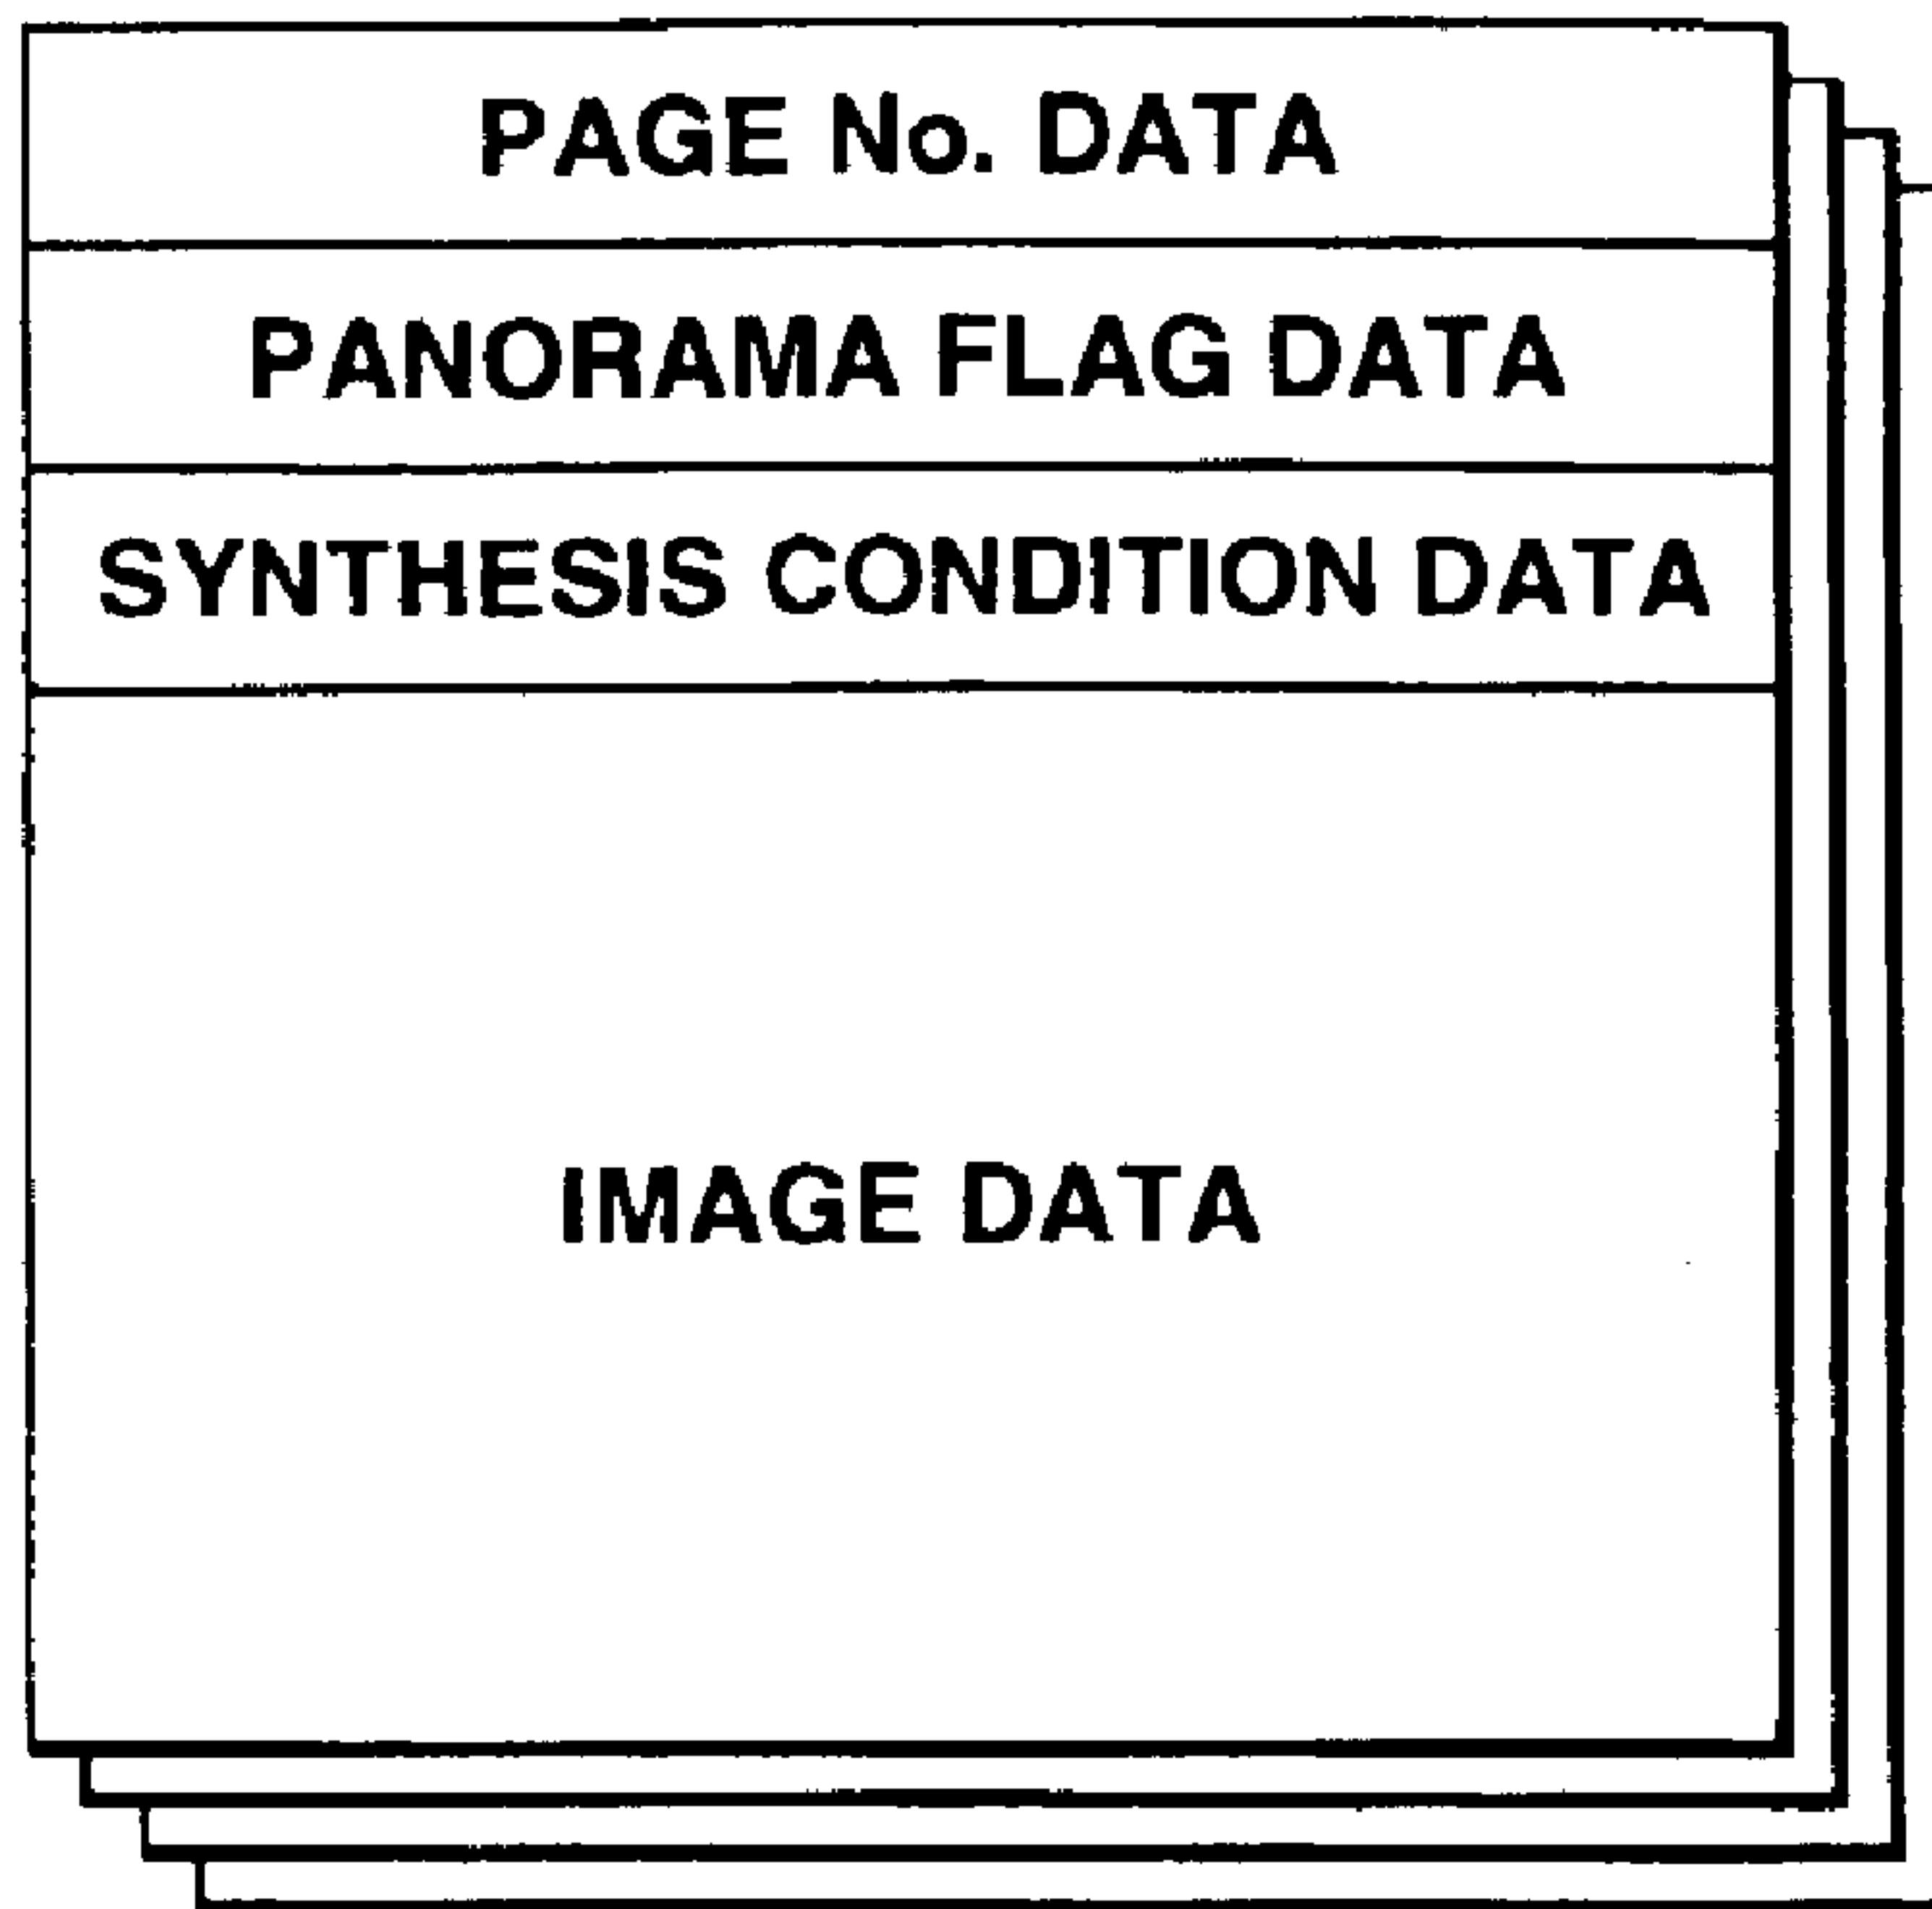 PAGE No. DATA
PANORAMA FLAG DATA
SYNTHESIS CONDITION DATA
IMAGE DATA